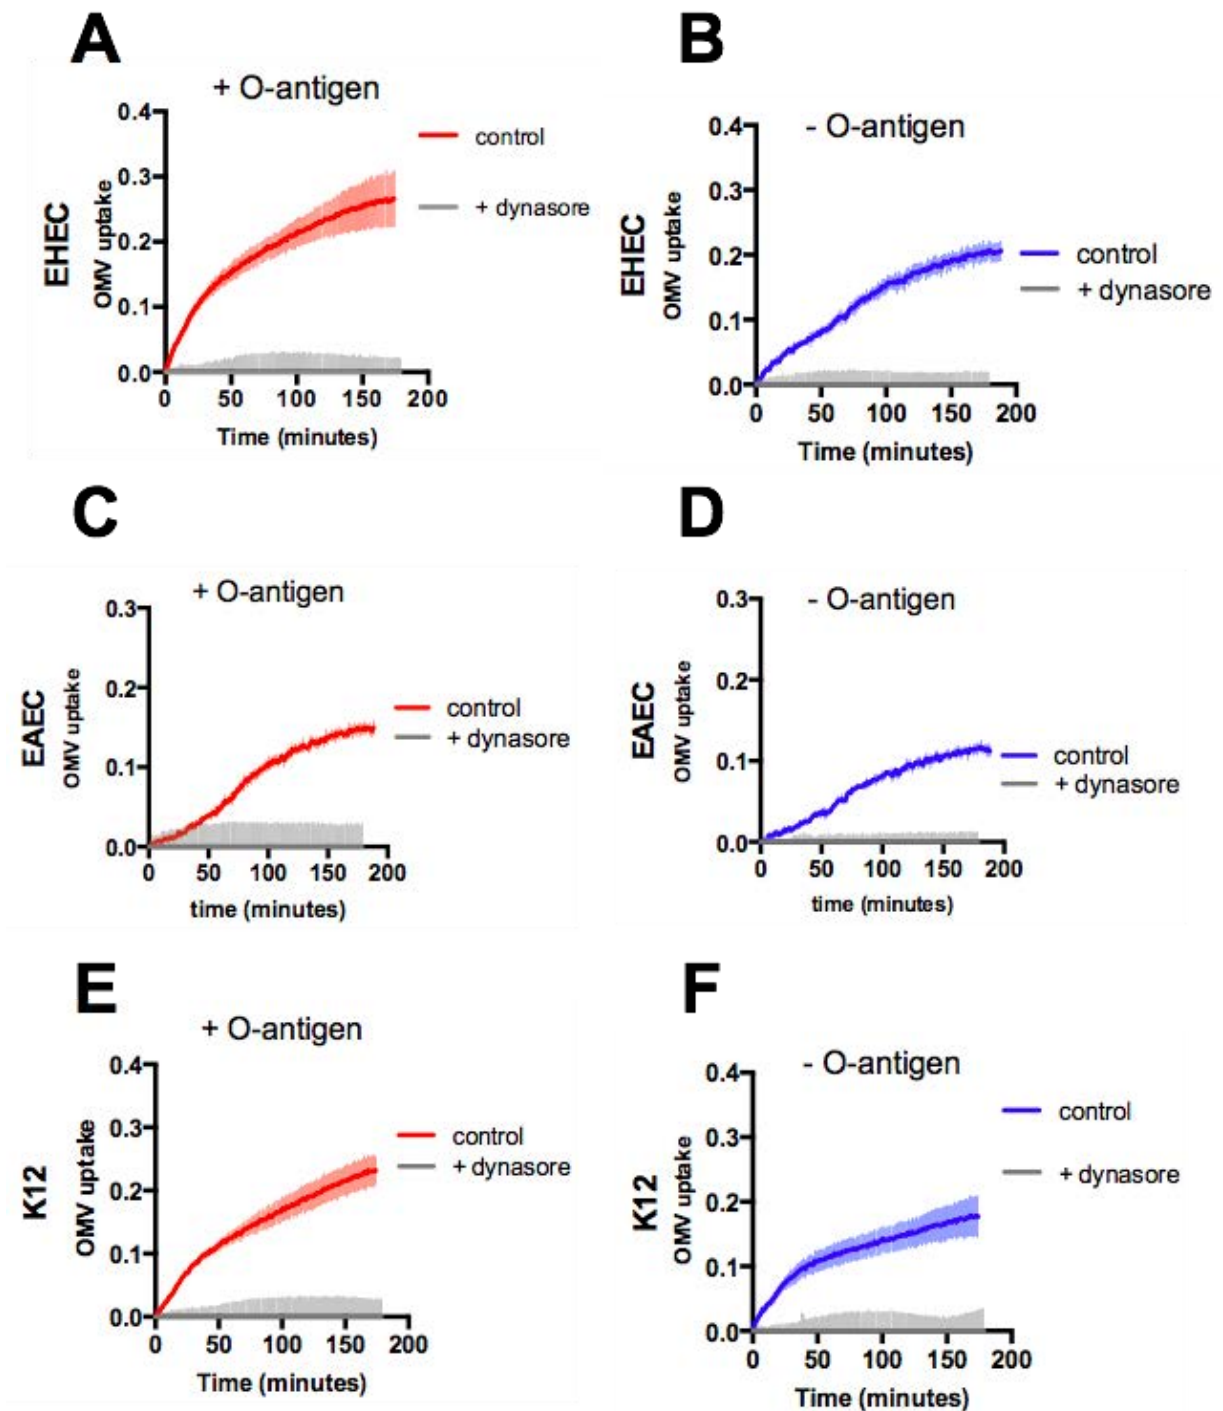 A
+ O-antigen
EHEC
OMV uptake
0.4
0.3
0.2
0.1
0.0
0 50 100 150 200
Time (minutes)
control
+ dynasore
B
- O-antigen
EHEC
OMV uptake
0.4
0.3
0.2
0.1
0.0
0 50 100 150 200
Time (minutes)
control
+ dynasore
C
+ O-antigen
EAEC
OMV uptake
0.3
0.2
0.1
0.0
0 50 100 150 200
time (minutes)
control
+ dynasore
D
- O-antigen
EAEC
OMV uptake
0.3
0.2
0.1
0.0
0 50 100 150 200
time (minutes)
control
+ dynasore
E
+ O-antigen
K12
OMV uptake
0.4
0.3
0.2
0.1
0.0
0 50 100 150 200
Time (minutes)
control
+ dynasore
F
- O-antigen
K12
OMV uptake
0.4
0.3
0.2
0.1
0.0
0 50 100 150 200
Time (minutes)
control
+ dynasore